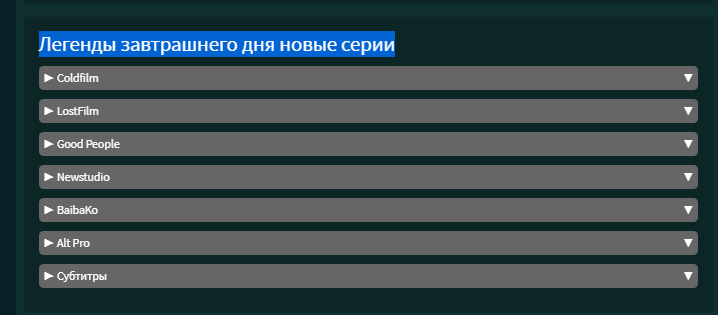 Легенды завтрашнего дня новые серии
▶ Coldfilm ▼
▶ LostFilm ▼
▶ Good People ▼
▶ Newstudio ▼
▶ BaibaKo ▼
▶ Alt Pro ▼
▶ Субтитры ▼